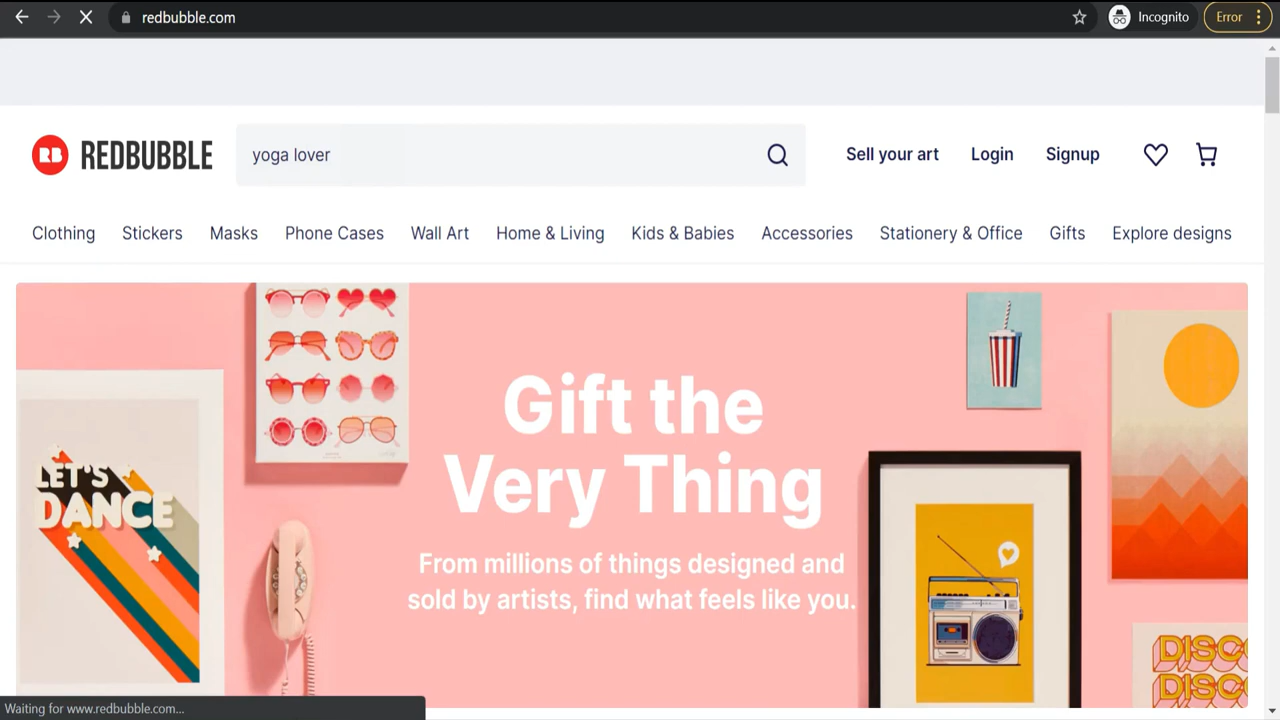 redbubble.com
Incognito
Error
RB REDBUBBLE
yoga lover
Sell your art
Login
Signup
Clothing
Stickers
Masks
Phone Cases
Wall Art
Home & Living
Kids & Babies
Accessories
Stationery & Office
Gifts
Explore designs
LET'S
DANCE
Gift the
Very Thing
From millions of things designed and
sold by artists, find what feels like you.
Waiting for www.redbubble.com...